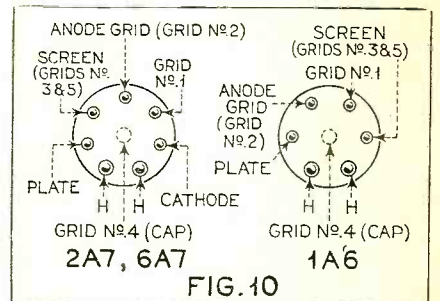 ANODE GRID (GRID Nº.2)
SCREEN
(GRIDS Nº.
3&5)
GRID
Nº.1
PLATE
CATHODE
H
H
GRID Nº.4 (CAP)
2A7, 6A7
SCREEN
(GRIDS Nº.3&5)
GRID Nº.1
ANODE
GRID
(GRID
Nº.2)
PLATE
H
H
GRID Nº.4 (CAP)
1A6
FIG. 10